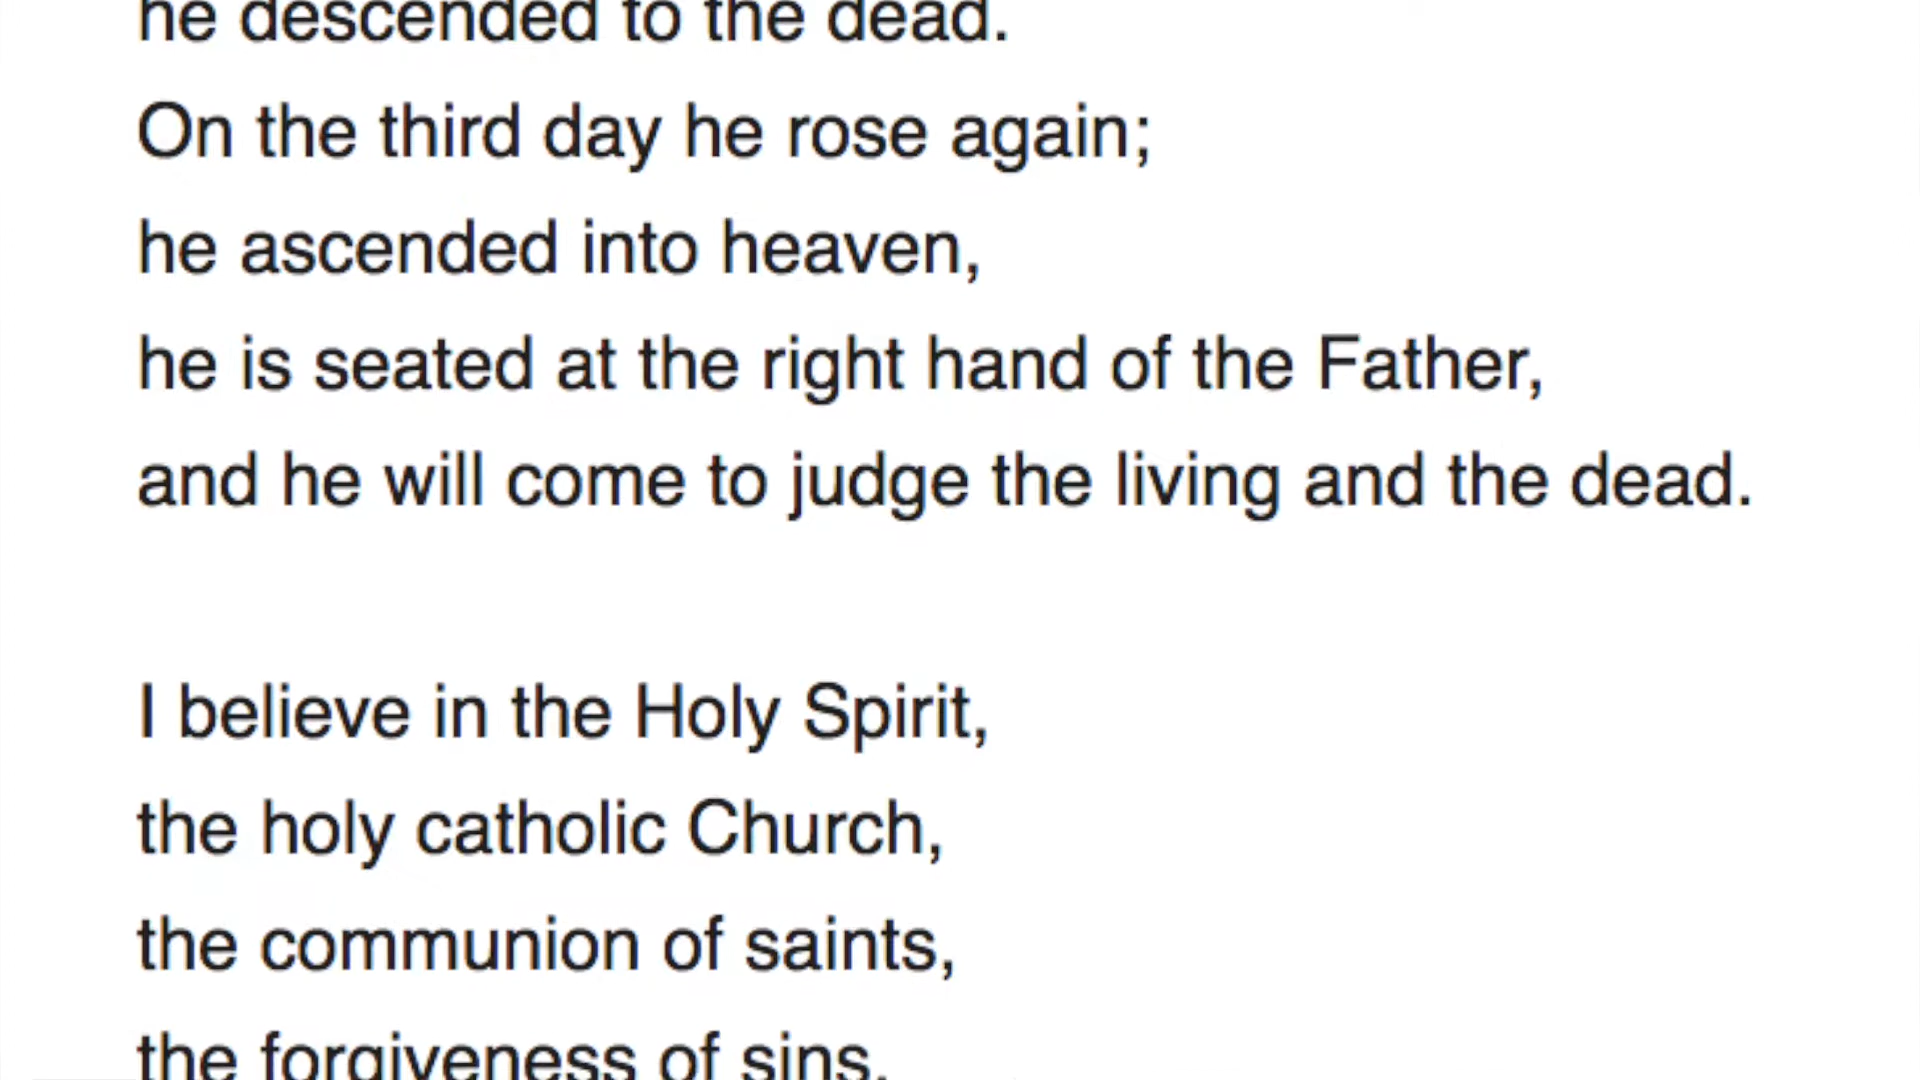 he descended to the dead.
On the third day he rose again;
he ascended into heaven,
he is seated at the right hand of the Father,
and he will come to judge the living and the dead.
I believe in the Holy Spirit,
the holy catholic Church,
the communion of saints,
the forgiveness of sins,